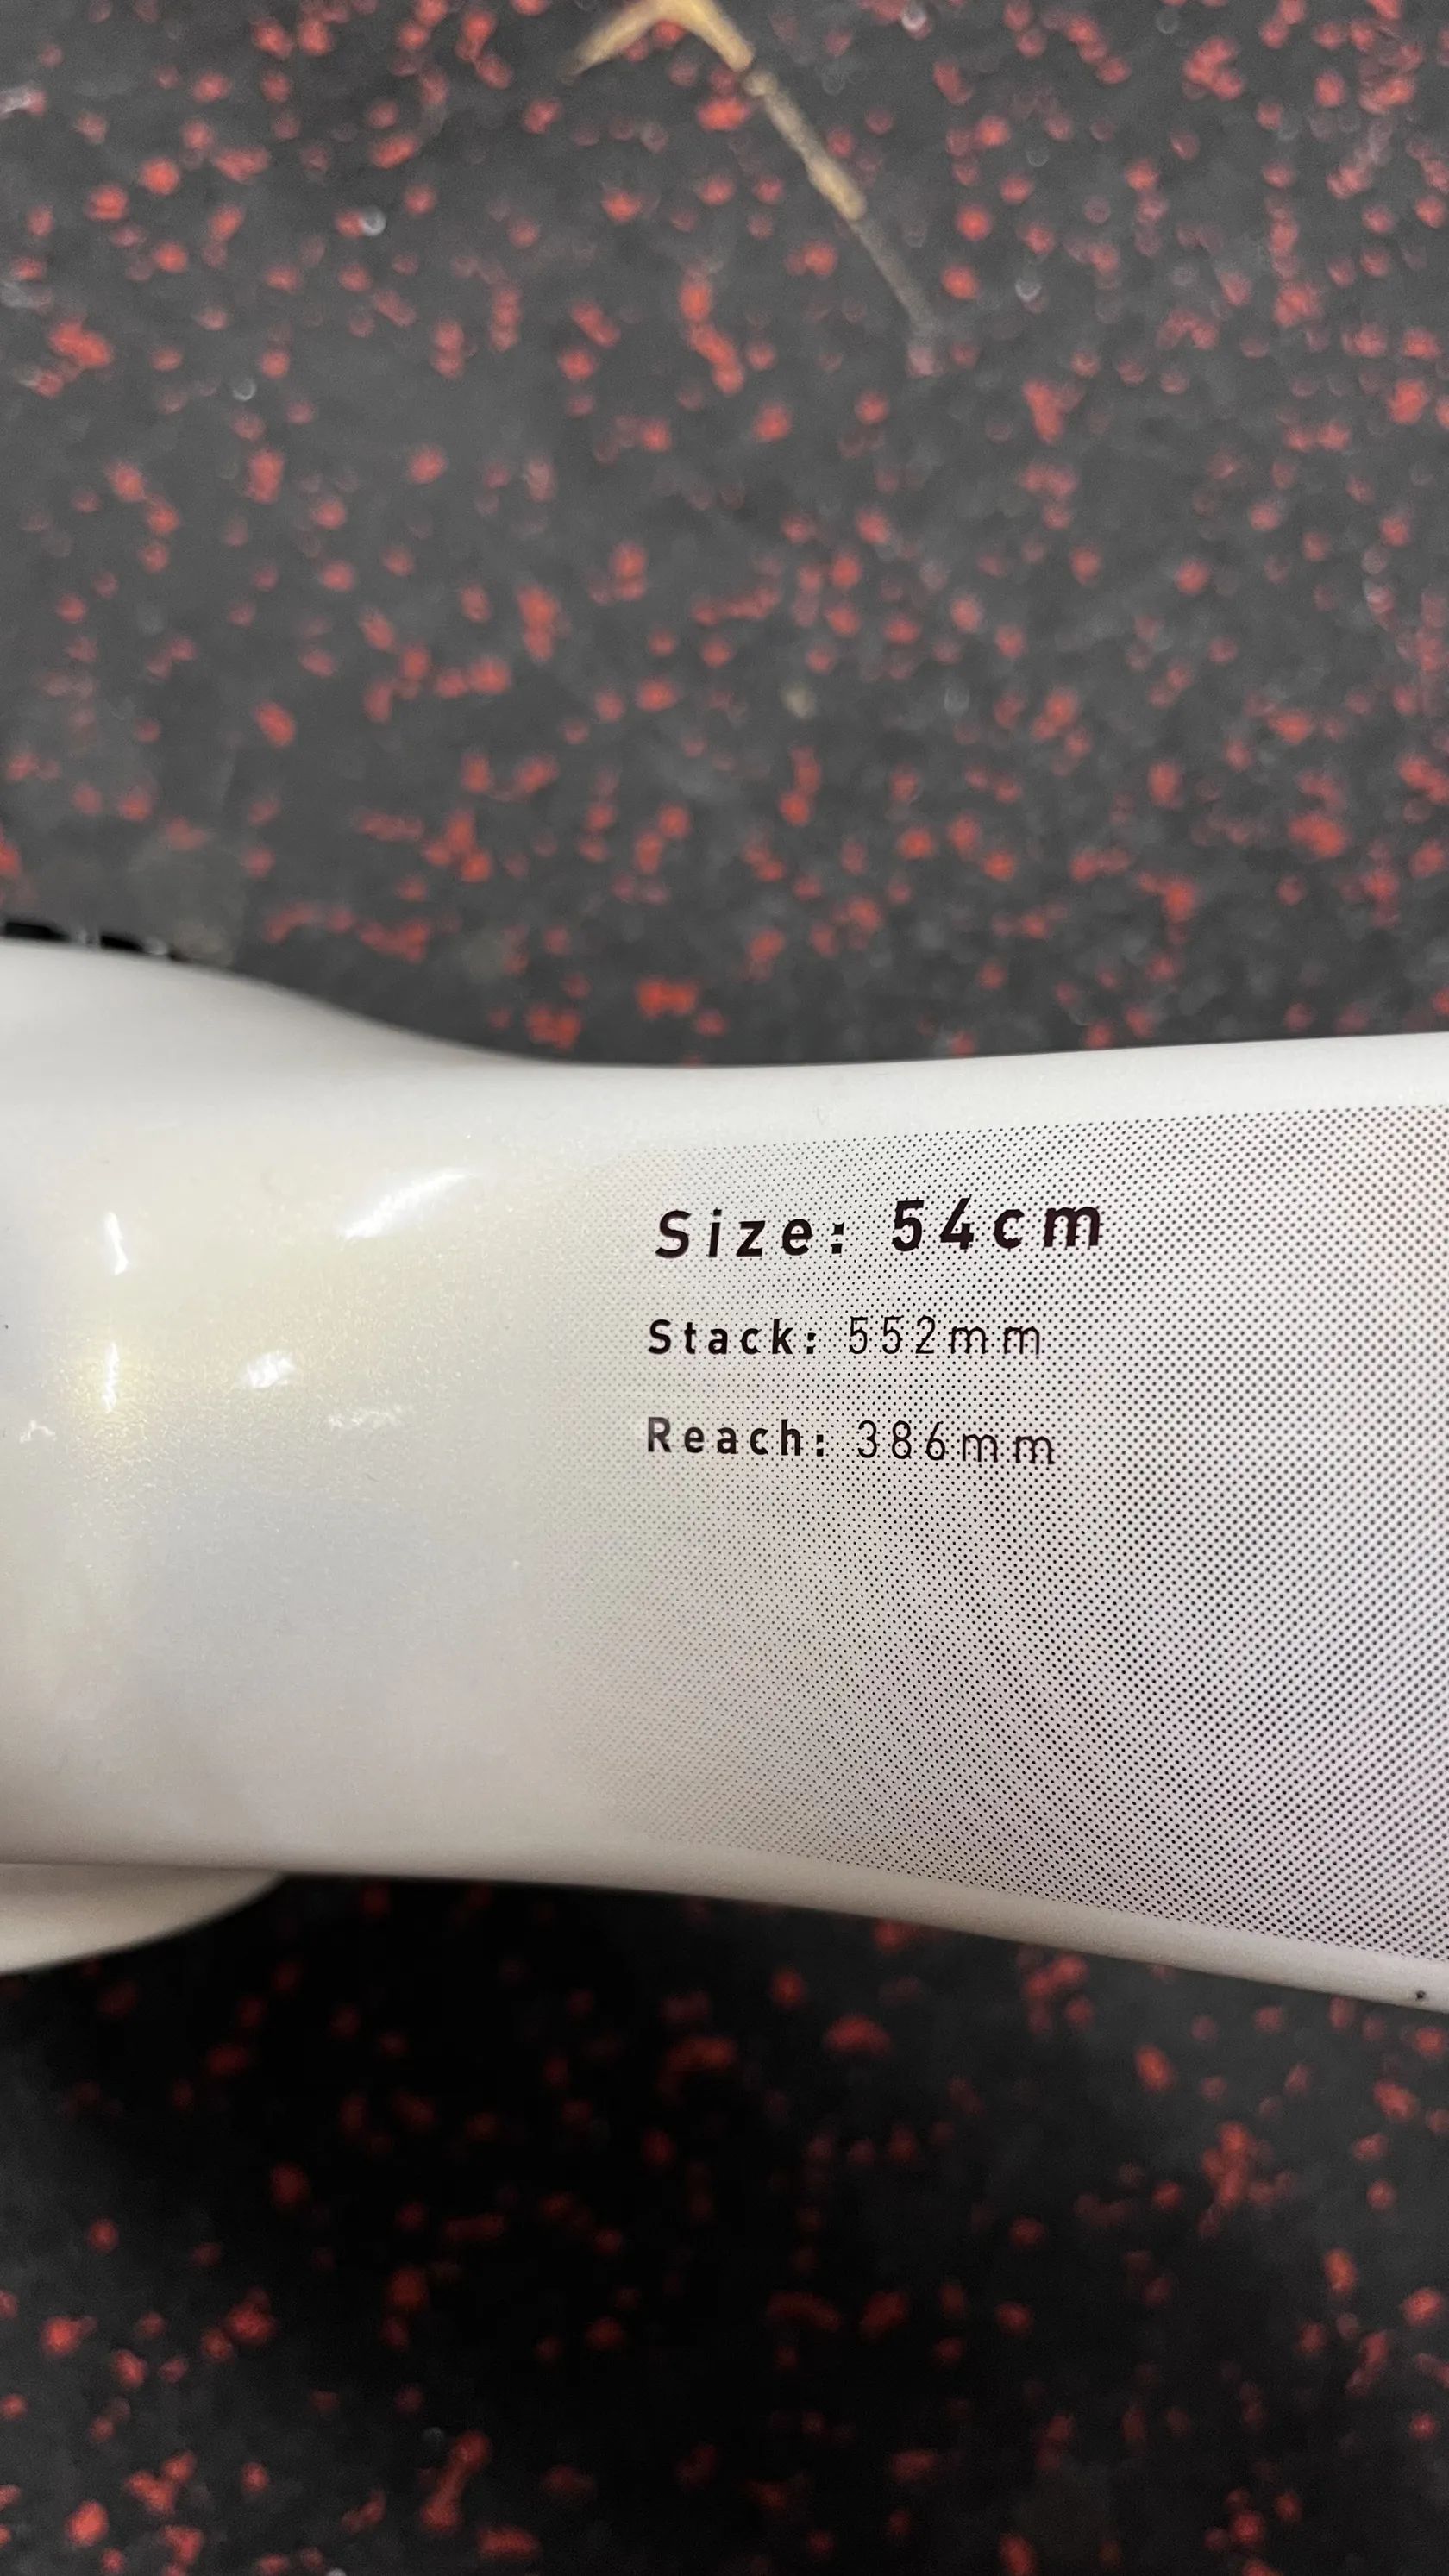 Size: 54cm
Stack: 552mm
Reach: 386mm